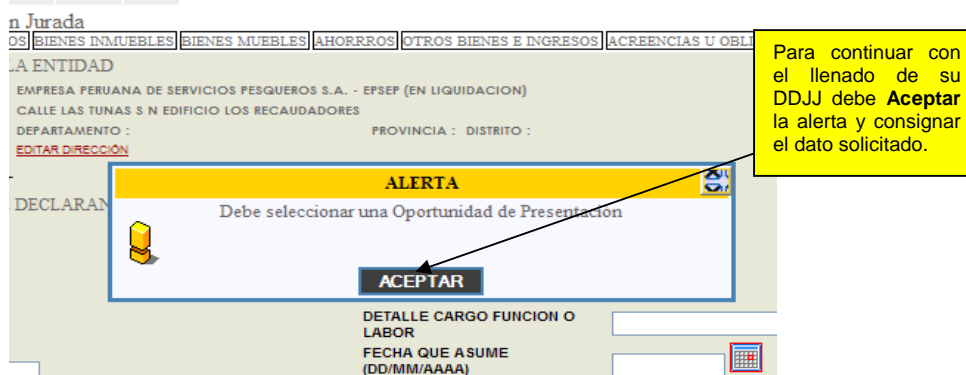 n Jurada
OS BIENES INMUEBLES BIENES MUEBLES AHORRROS OTROS BIENES E INGRESOS ACREENCIAS U OBLI
LA ENTIDAD
EMPRESA PERUANA DE SERVICIOS PESQUEROS S.A. - EPSEP (EN LIQUIDACION)
CALLE LAS TUNAS S N EDIFICIO LOS RECAUDADORES
DEPARTAMENTO : PROVINCIA : DISTRITO :
EDITAR DIRECCIÓN
Para continuar con
el llenado de su
DDJJ debe Aceptar
la alerta y consignar
el dato solicitado.
ALERTA
DECLARAN
Debe seleccionar una Oportunidad de Presentación
ACEPTAR
DETALLE CARGO FUNCION O
LABOR
FECHA QUE ASUME
(DD/MM/AAAA)